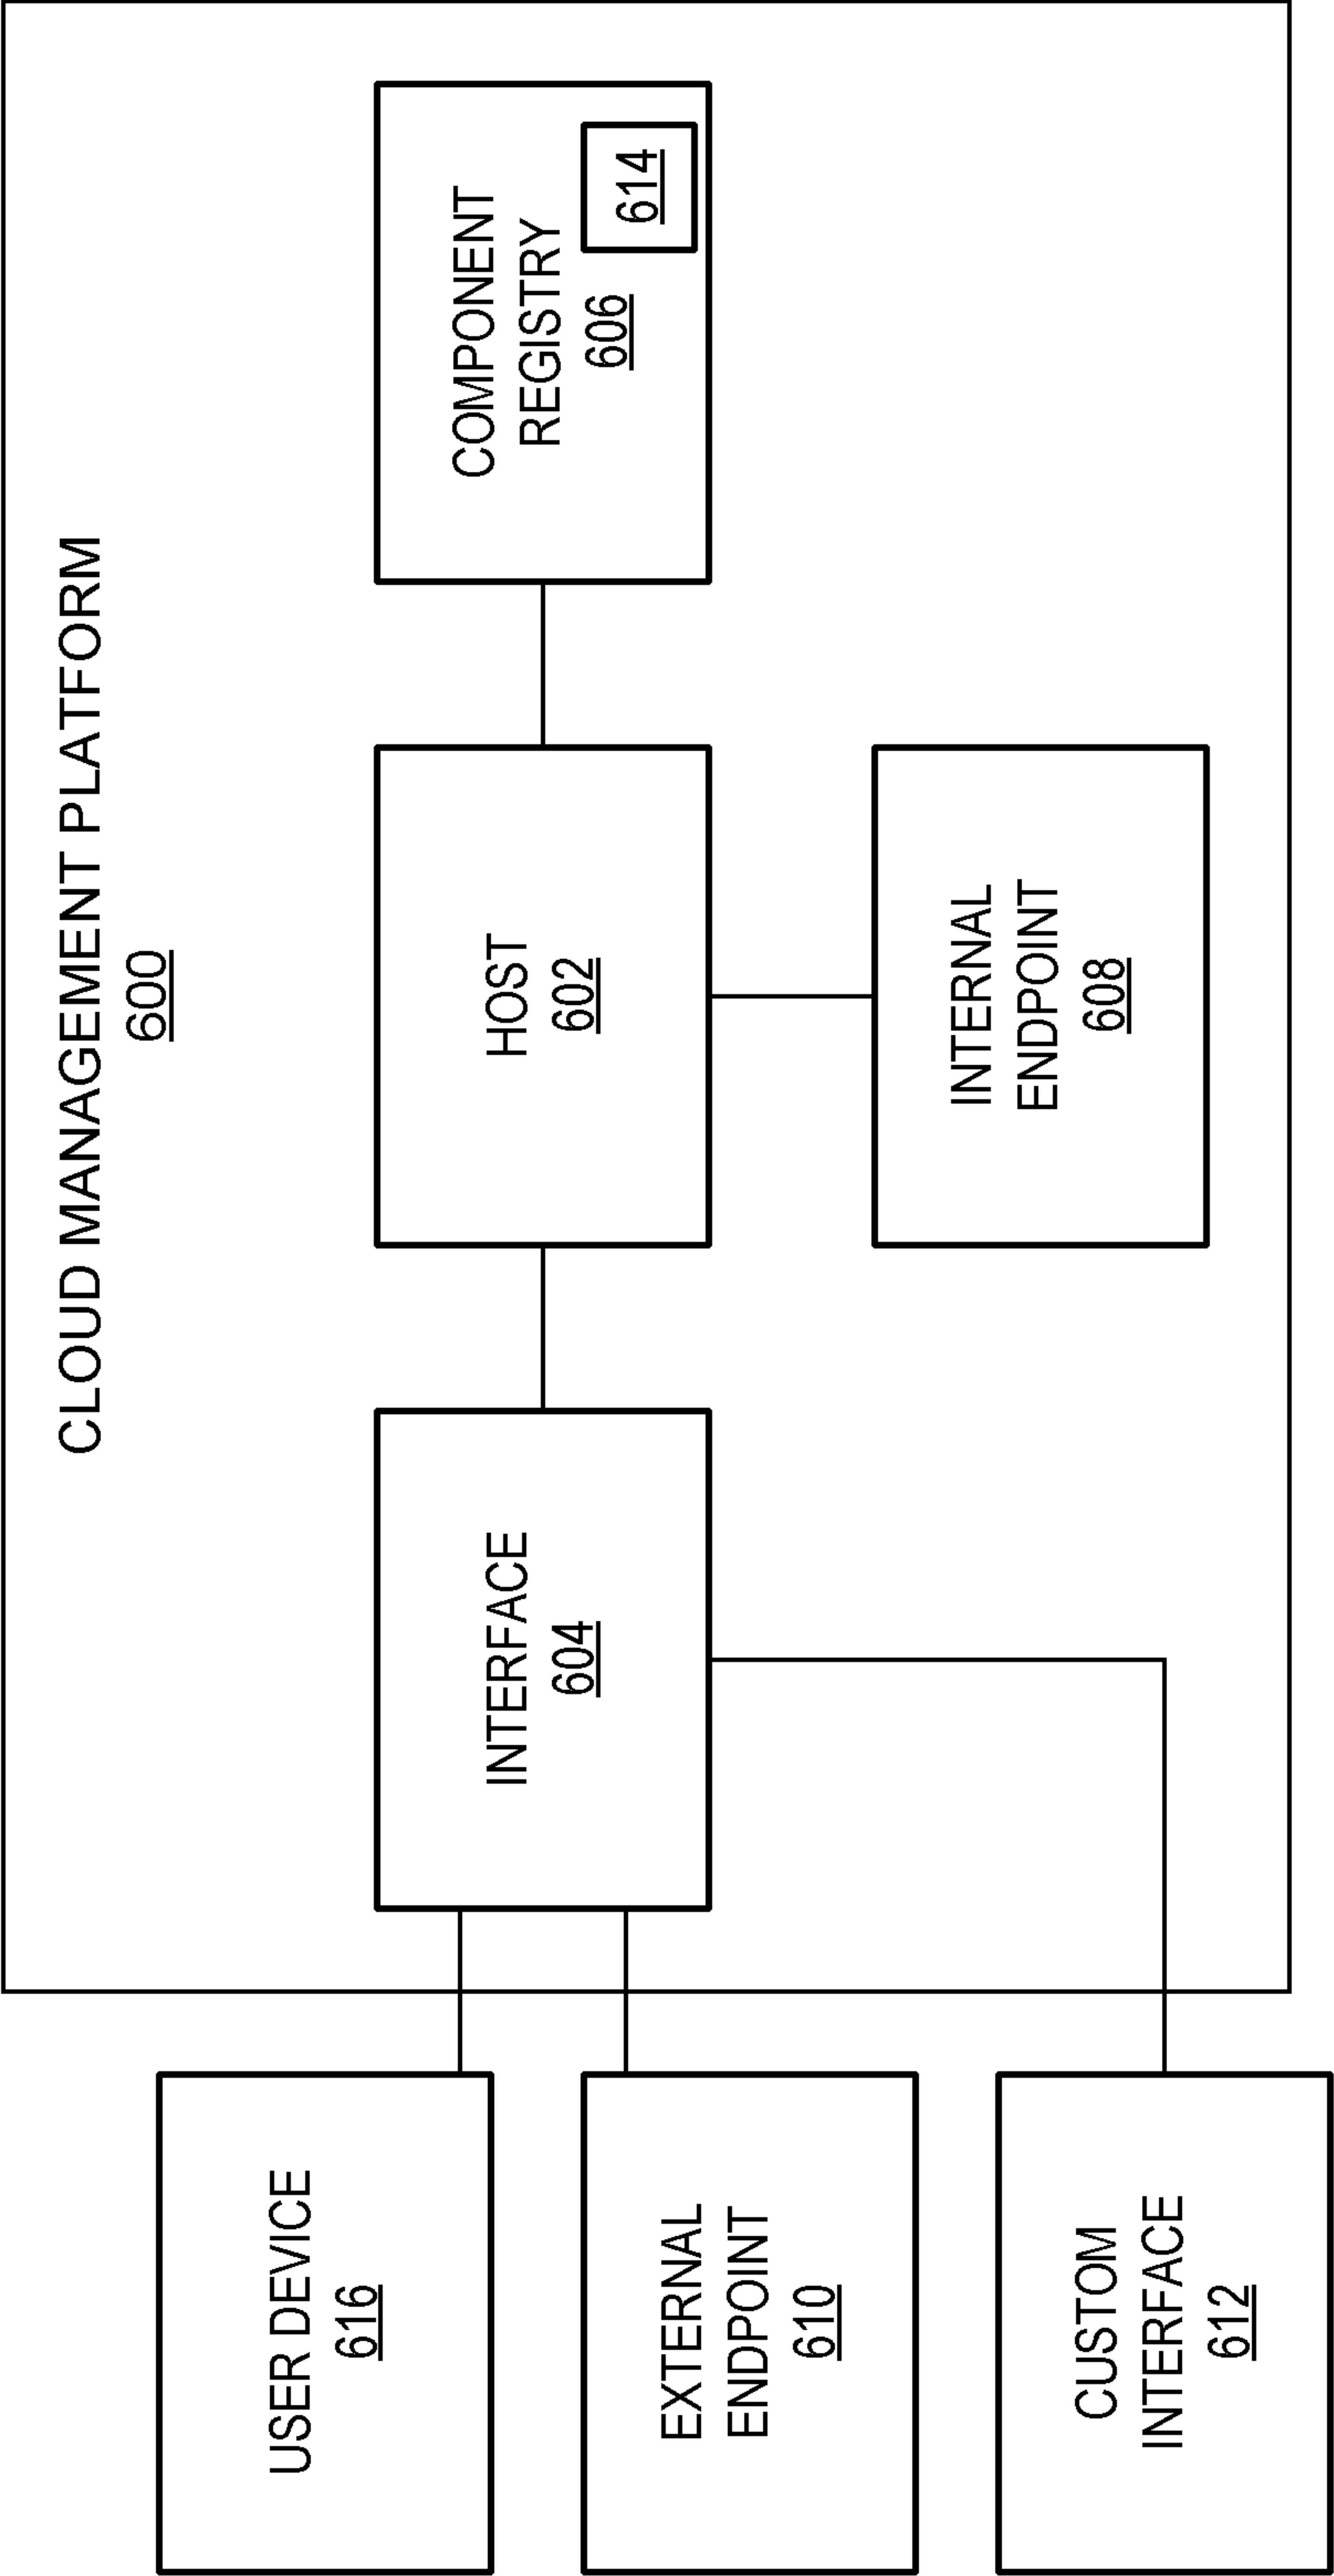 CLOUD MANAGEMENT PLATFORM
600
USER DEVICE
616
EXTERNAL
ENDPOINT
610
CUSTOM
INTERFACE
612
INTERFACE
604
HOST
602
INTERNAL
ENDPOINT
608
COMPONENT
REGISTRY
606
614